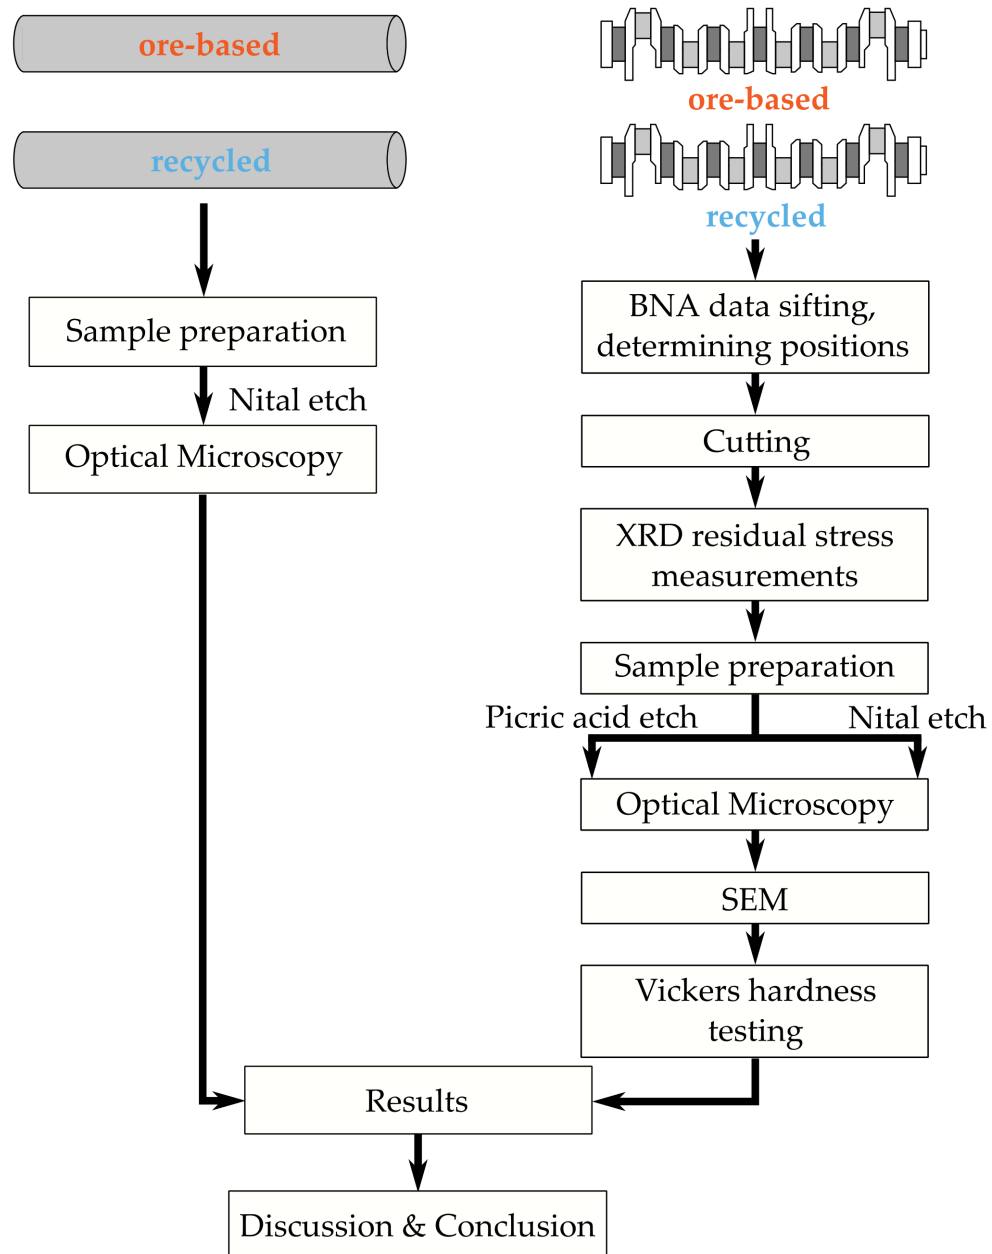 ore-based
recycled
Sample preparation
Nital etch
Optical Microscopy
ore-based
recycled
BNA data sifting,
determining positions
Cutting
XRD residual stress
measurements
Sample preparation
Picric acid etch
Nital etch
Optical Microscopy
SEM
Vickers hardness
testing
Results
Discussion & Conclusion